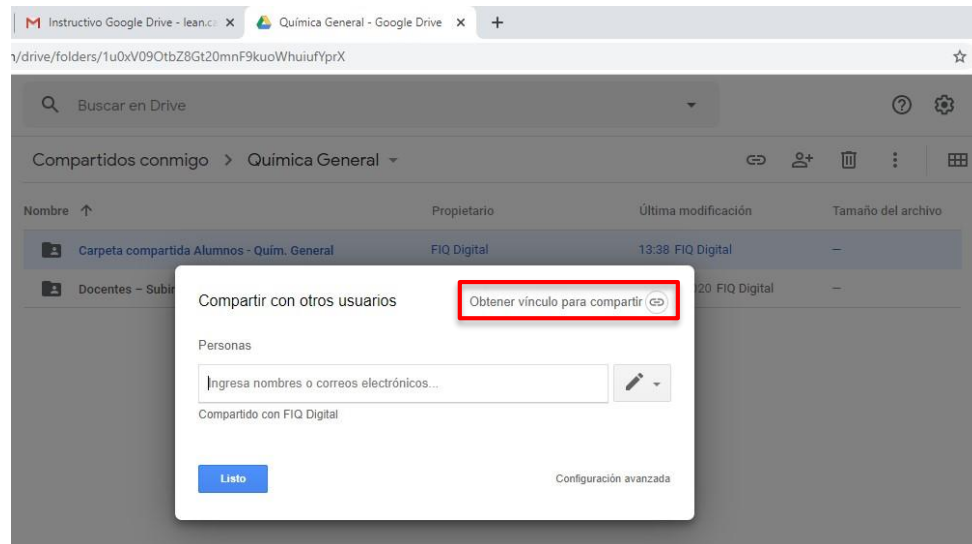 Instructivo Google Drive - lean.c
Química General - Google Drive
/drive/folders/1u0xV09OtbZ8Gt20mnF9kuoWhuiufYprX
Buscar en Drive
Compartidos conmigo > Química General
Nombre ↑ Propietario Última modificación Tamaño del archivo
Carpeta compartida Alumnos - Quím. General FIQ Digital 13:38 FIQ Digital –
Docentes – Subir 020 FIQ Digital –
Compartir con otros usuarios Obtener vínculo para compartir
Personas
Ingresa nombres o correos electrónicos...
Compartido con FIQ Digital
Listo Configuración avanzada